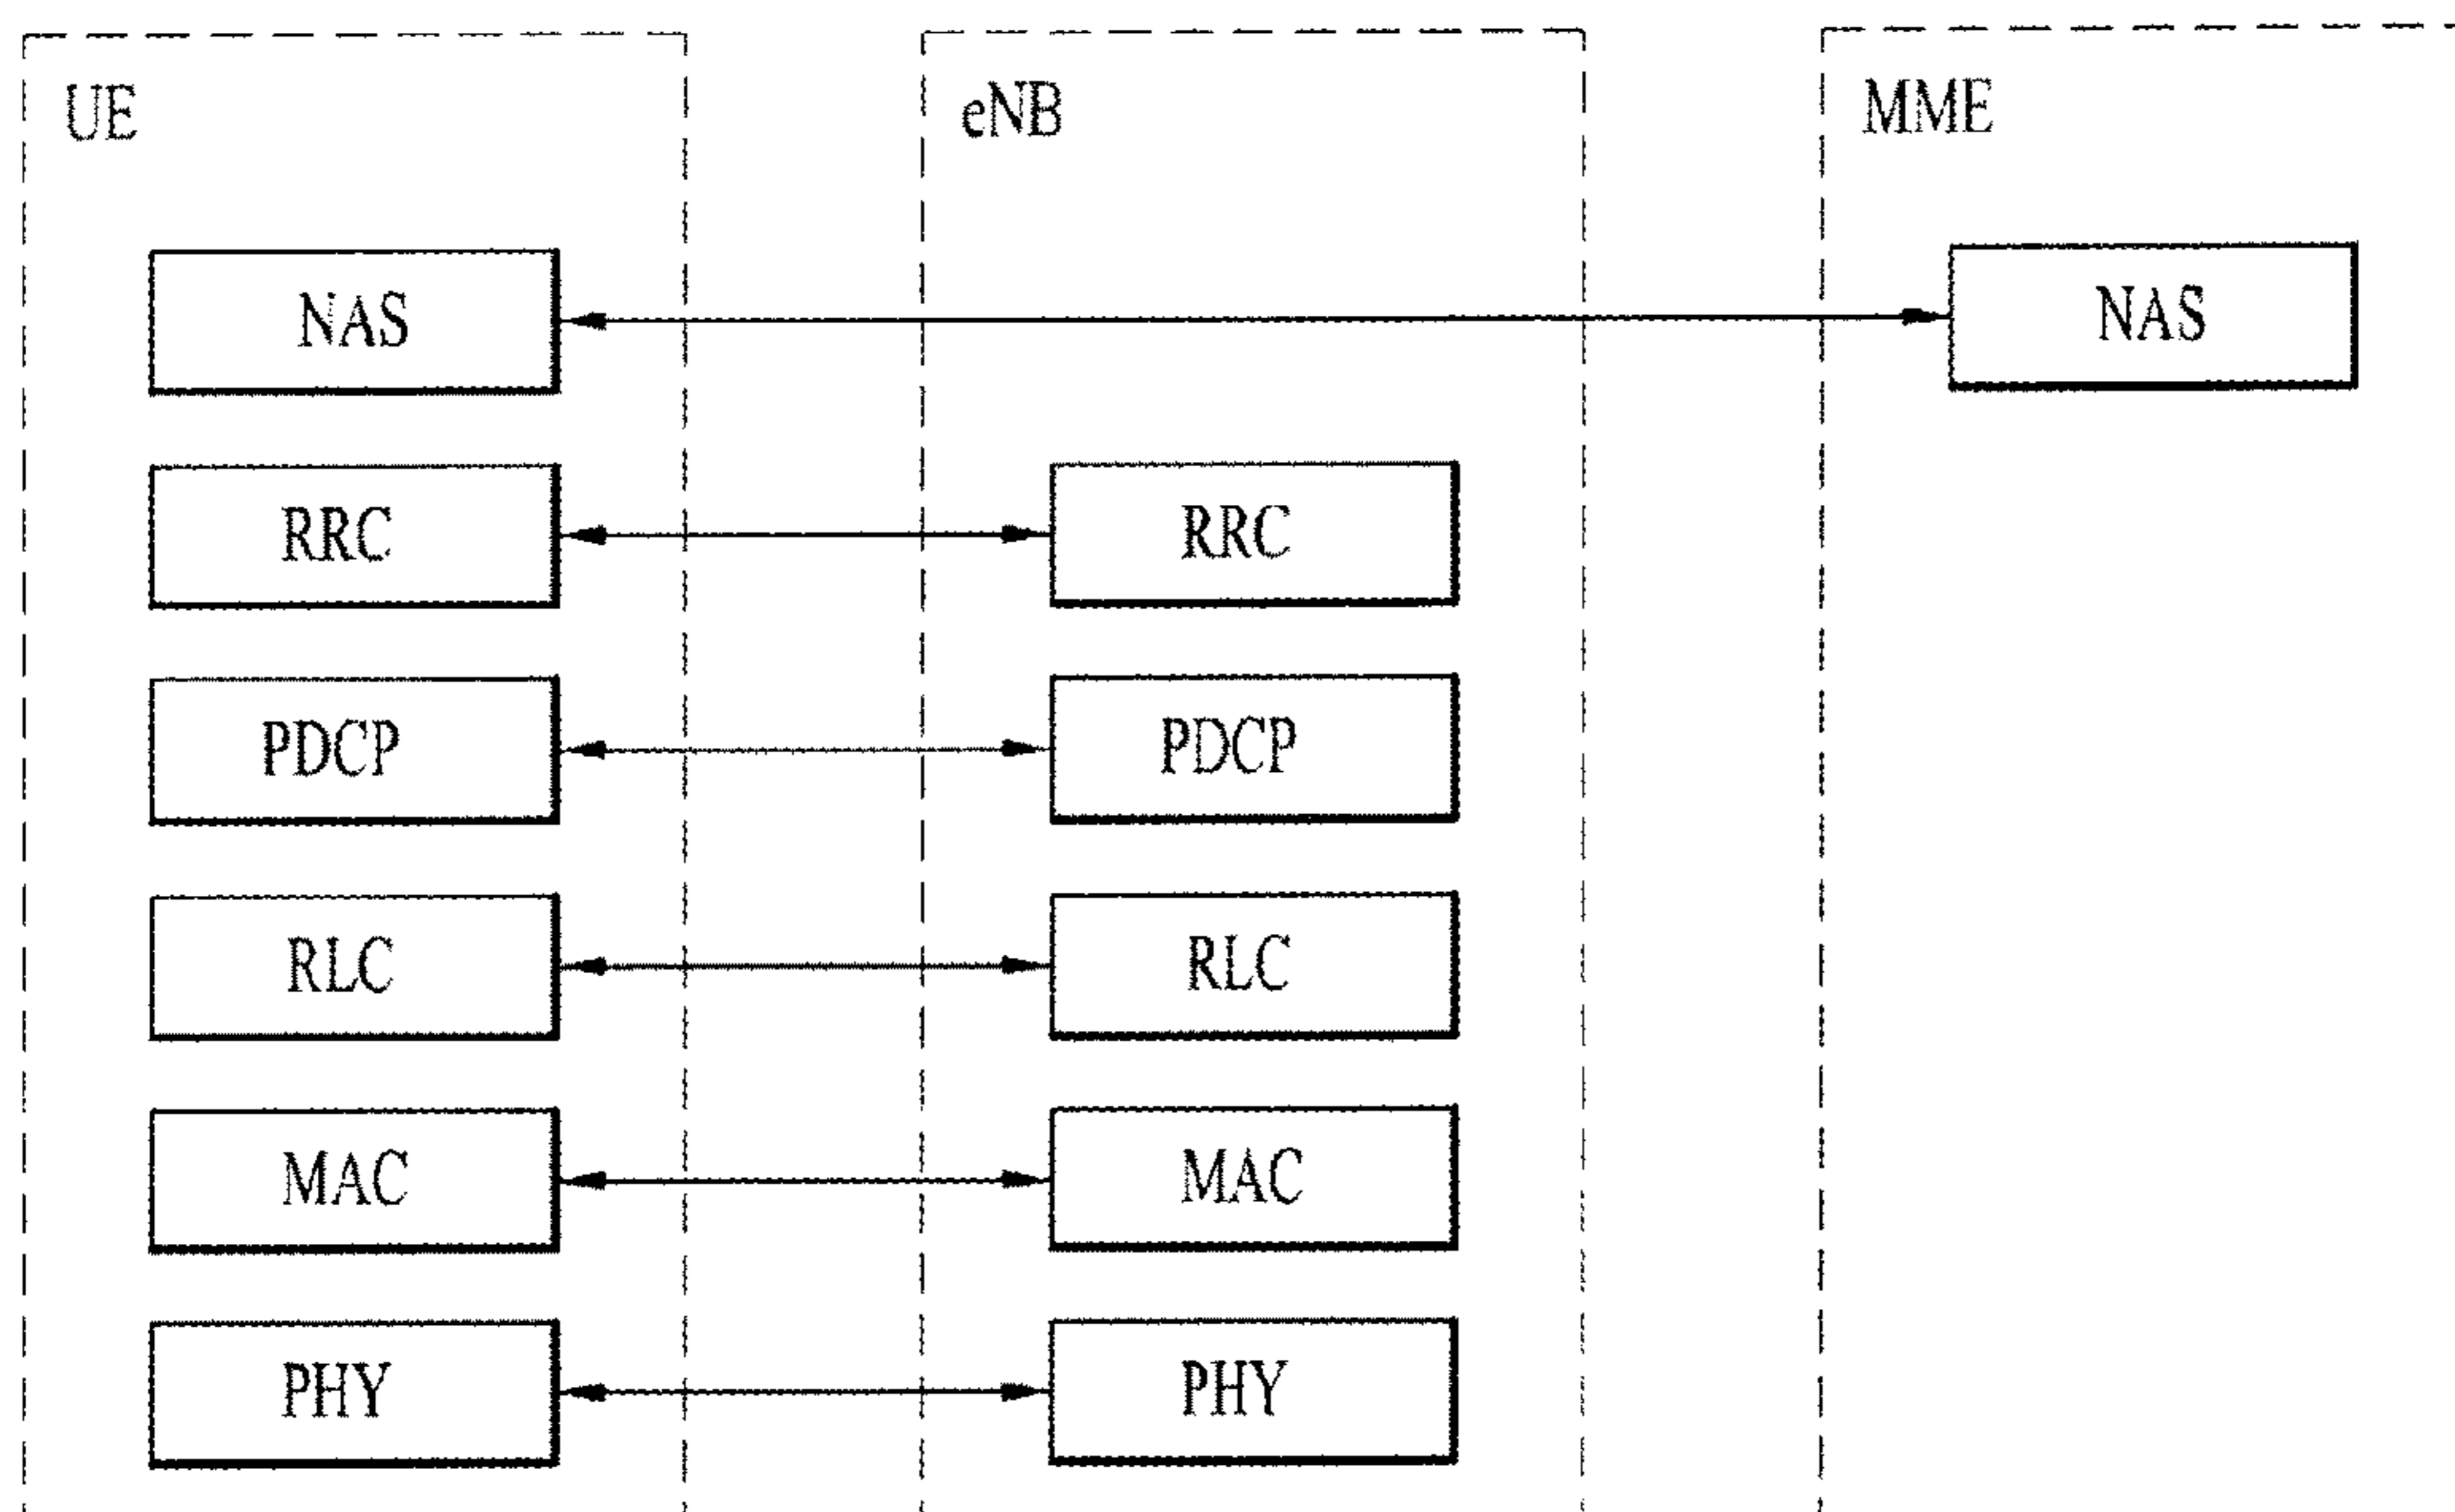 UE
eNB
MME
NAS
NAS
RRC
RRC
PDCP
PDCP
RLC
RLC
MAC
MAC
PHY
PHY